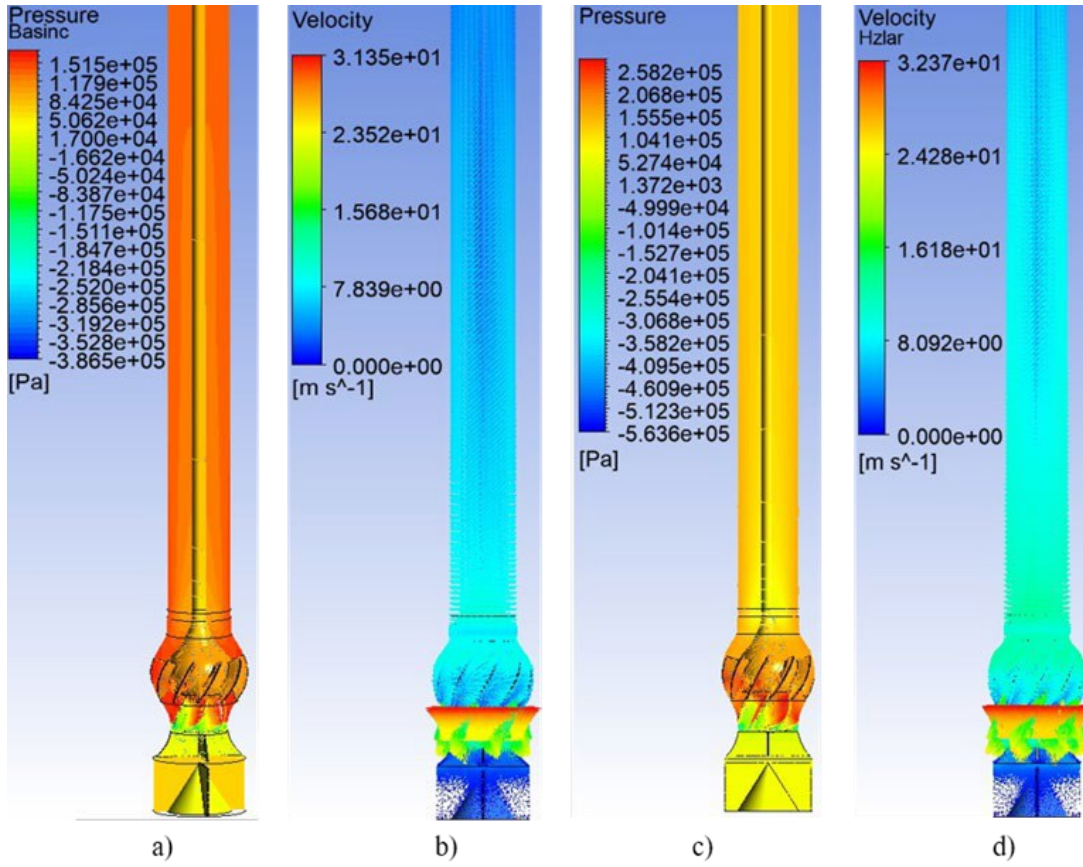 Pressure
Basinc
1.515e+05
1.179e+05
8.425e+04
5.062e+04
1.700e+04
-1.662e+04
-5.024e+04
-8.387e+04
-1.175e+05
-1.511e+05
-1.847e+05
-2.184e+05
-2.520e+05
-2.856e+05
-3.192e+05
-3.528e+05
-3.865e+05
[Pa]
a)
Velocity
3.135e+01
2.352e+01
1.568e+01
7.839e+00
0.000e+00
[m s^-1]
b)
Pressure
2.582e+05
2.068e+05
1.555e+05
1.041e+05
5.274e+04
1.372e+03
-4.999e+04
-1.014e+05
-1.527e+05
-2.041e+05
-2.554e+05
-3.068e+05
-3.582e+05
-4.095e+05
-4.609e+05
-5.123e+05
-5.636e+05
[Pa]
c)
Velocity
Hzlar
3.237e+01
2.428e+01
1.618e+01
8.092e+00
0.000e+00
[m s^-1]
d)